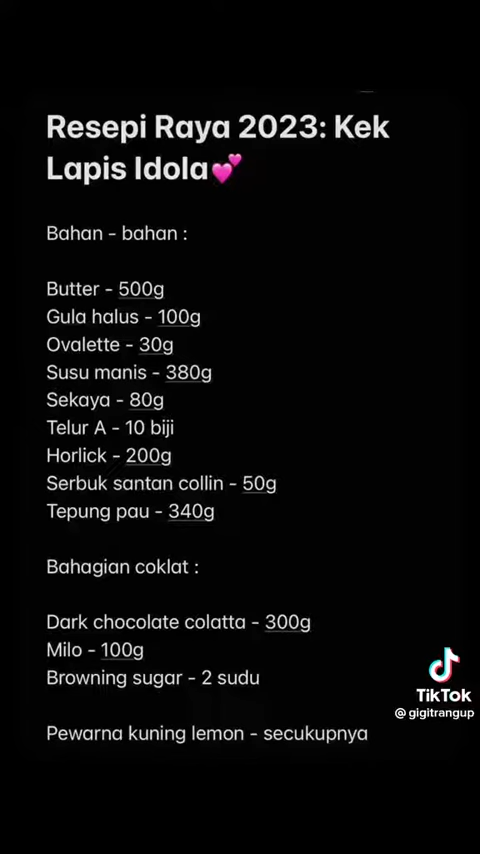 Resepi Raya 2023: Kek
Lapis Idola💕
Bahan - bahan :
Butter - 500g
Gula halus - 100g
Ovalette - 30g
Susu manis - 380g
Sekaya - 80g
Telur A - 10 biji
Horlick - 200g
Serbuk santan collin - 50g
Tepung pau - 340g
Bahagian coklat :
Dark chocolate colatta - 300g
Milo - 100g
Browning sugar - 2 sudu
Pewarna kuning lemon - secukupnya
TikTok
@gigitrangup